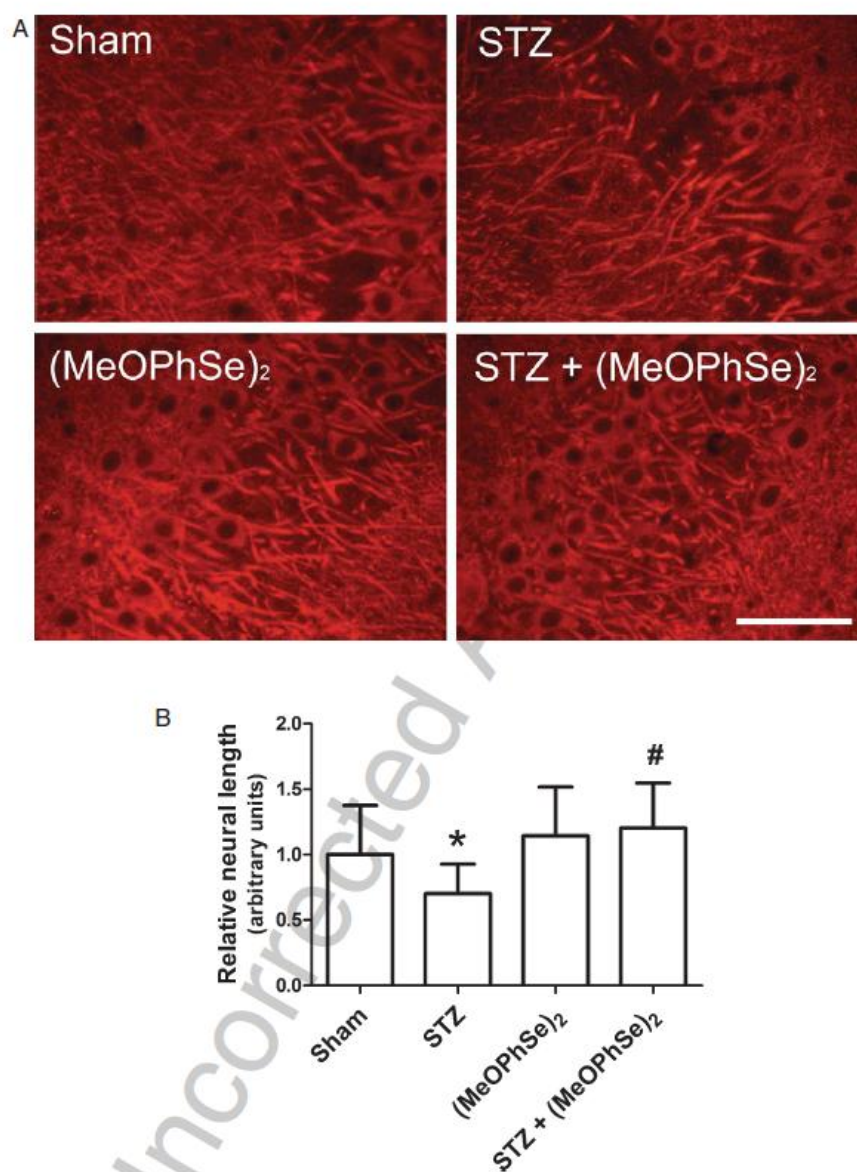 A
Sham
STZ
(MeOPhSe)₂
STZ + (MeOPhSe)₂
B
Relative neural length
(arbitrary units)
2.0
1.5
1.0
0.5
0.0
*
#
Sham
STZ
(MeOPhSe)₂
STZ + (MeOPhSe)₂
Incorrected A